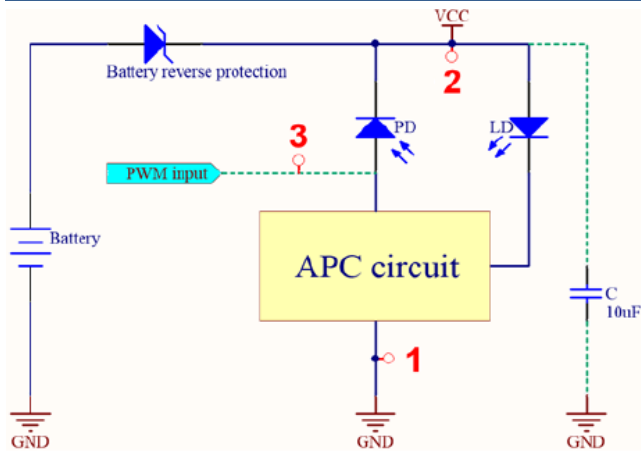 VCC
Battery reverse protection
2
PD
LD
3
PWM input
Battery
APC circuit
C
10uF
1
GND
GND
GND